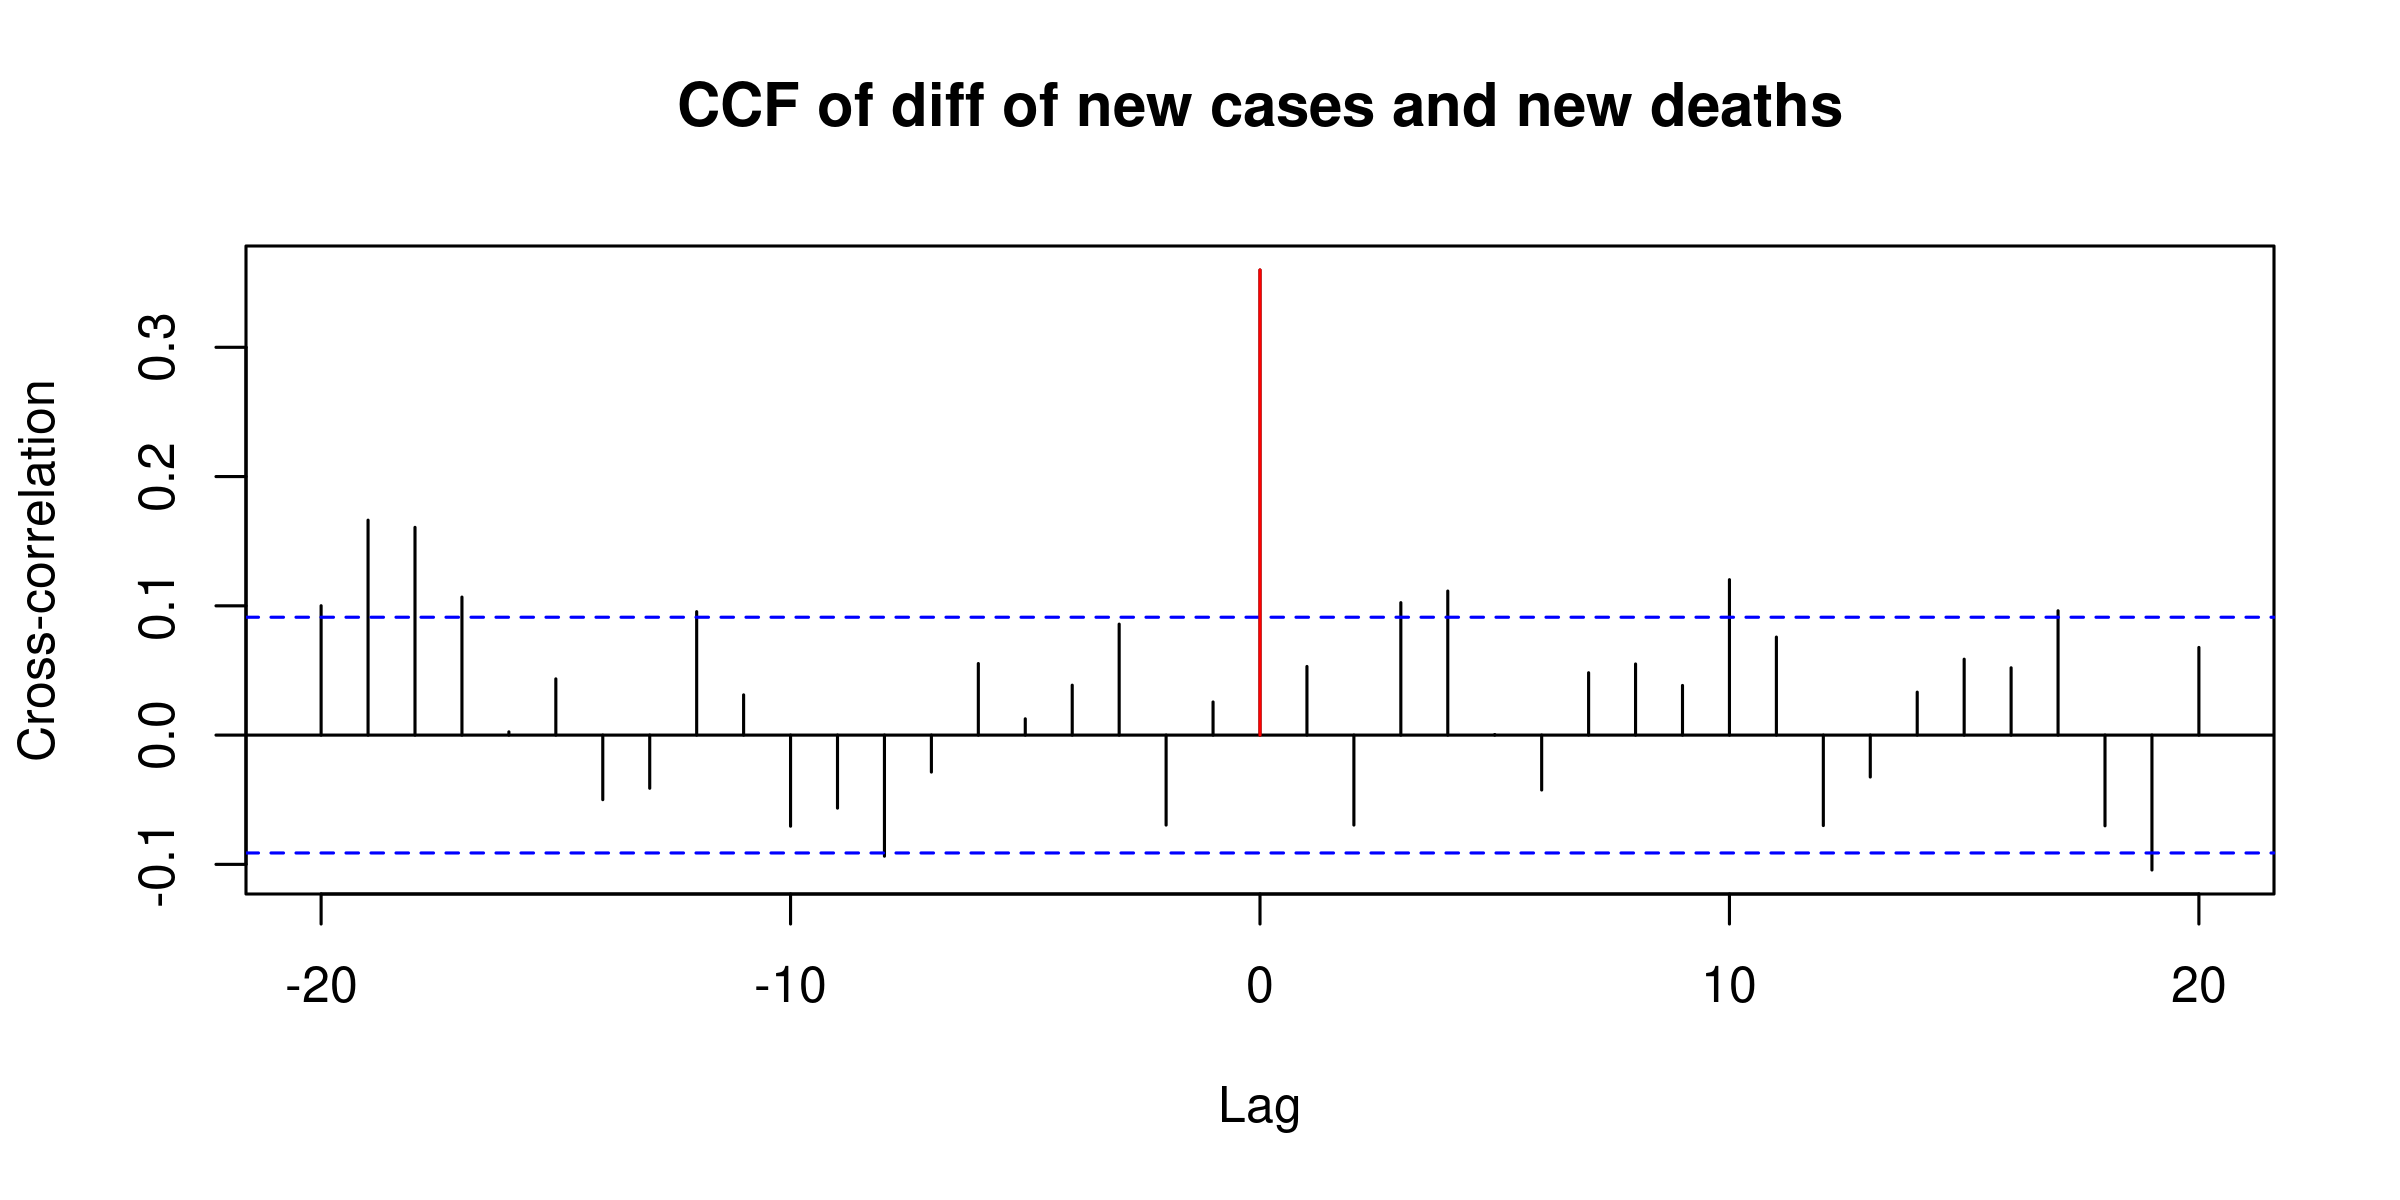 CCF of diff of new cases and new deaths
Cross-correlation
0.3
0.2
0.1
0.0
-0.1
-20 -10 0 10 20
Lag